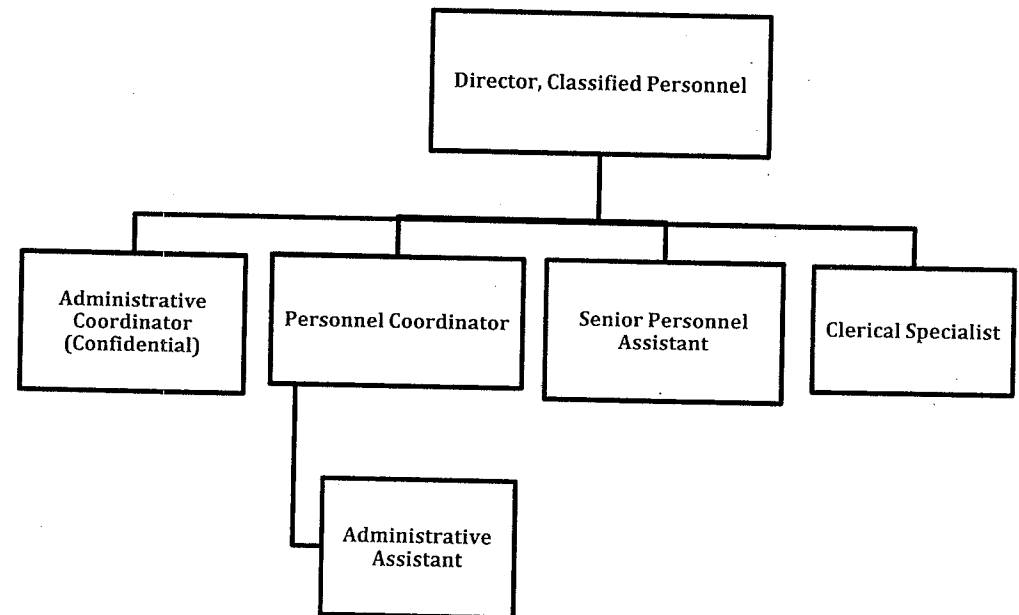 Director, Classified Personnel
Administrative
Coordinator
(Confidential)
Personnel Coordinator
Senior Personnel
Assistant
Clerical Specialist
Administrative
Assistant